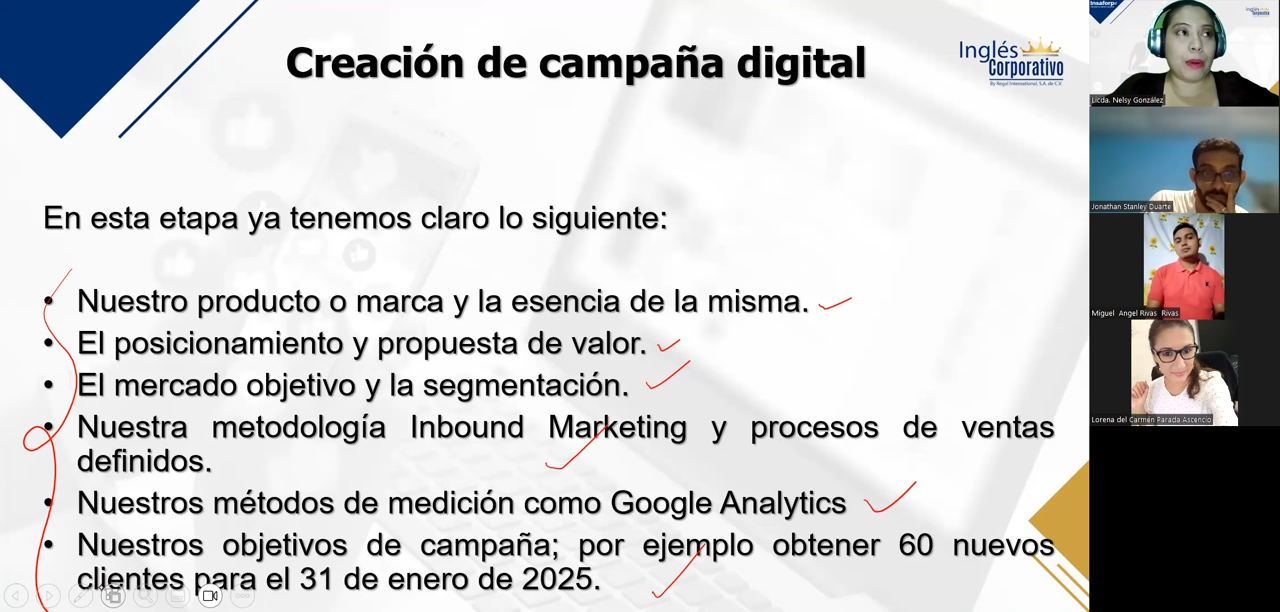 Creación de campaña digital
Inglés
Corporativo
By Regal International, S.A. de C.V.
En esta etapa ya tenemos claro lo siguiente:
• Nuestro producto o marca y la esencia de la misma.
• El posicionamiento y propuesta de valor.
• El mercado objetivo y la segmentación.
• Nuestra metodología Inbound Marketing y procesos de ventas
definidos.
• Nuestros métodos de medición como Google Analytics
• Nuestros objetivos de campaña; por ejemplo obtener 60 nuevos
clientes para el 31 de enero de 2025.
Insaforp
Inglés
Corporativo
Licda. Nelsy González
Jonathan Stanley Duarte
Miguel Angel Rivas Rivas
Lorena del Carmen Parada Ascencio